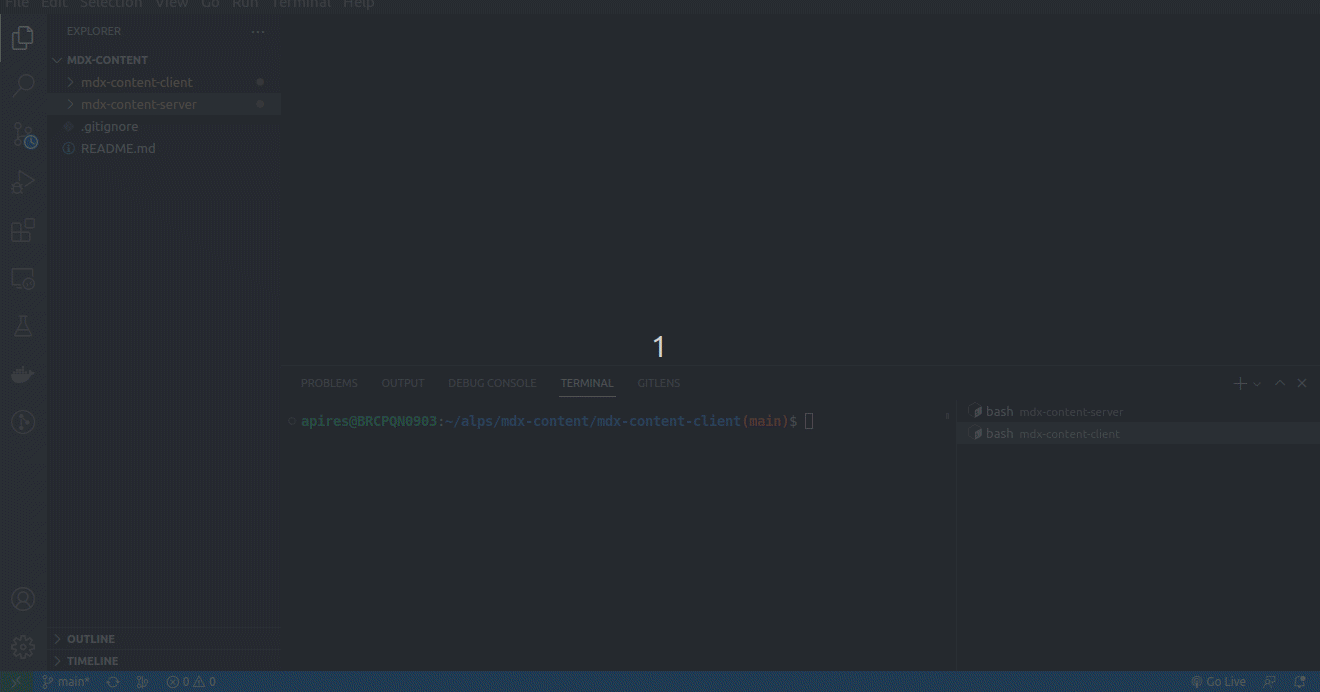 File Edit Selection View Go Run Terminal Help
EXPLORER
MDX-CONTENT
mdx-content-client
mdx-content-server
.gitignore
README.md
1
PROBLEMS OUTPUT DEBUG CONSOLE TERMINAL GITLENS
apires@BRCPQN0903:~/alps/mdx-content/mdx-content-client(main)$
bash mdx-content-server
bash mdx-content-client
OUTLINE
TIMELINE
main* 0 0 Go Live